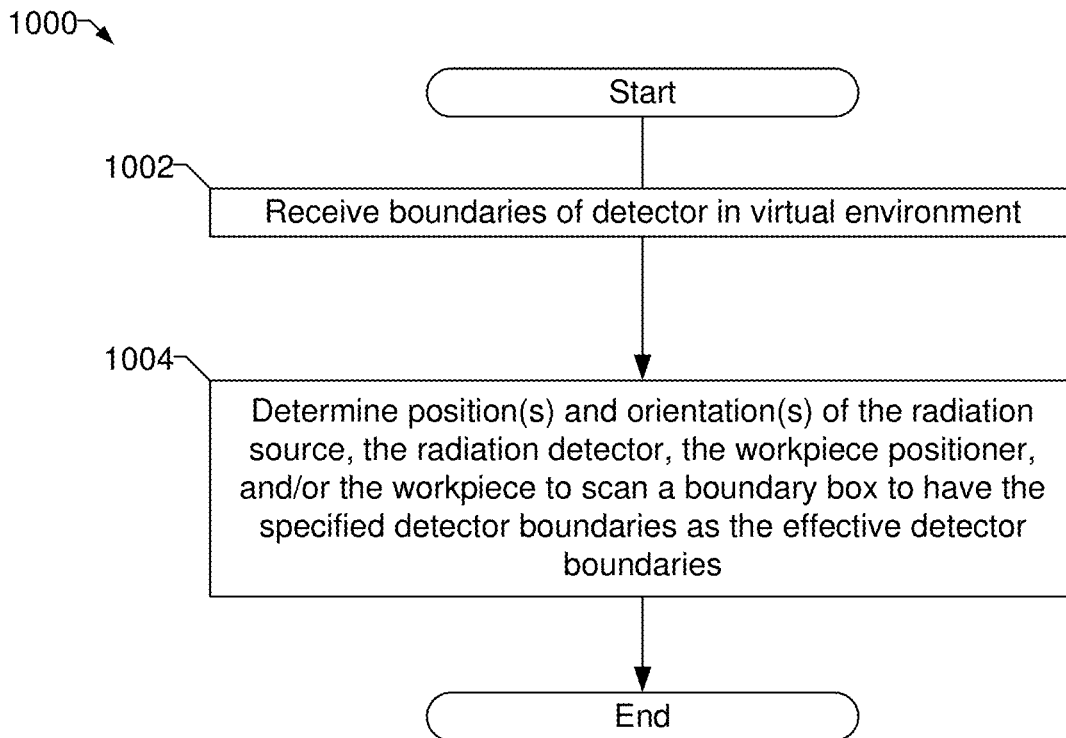 1000
Start
1002
Receive boundaries of detector in virtual environment
1004
Determine position(s) and orientation(s) of the radiation
source, the radiation detector, the workpiece positioner,
and/or the workpiece to scan a boundary box to have the
specified detector boundaries as the effective detector
boundaries
End